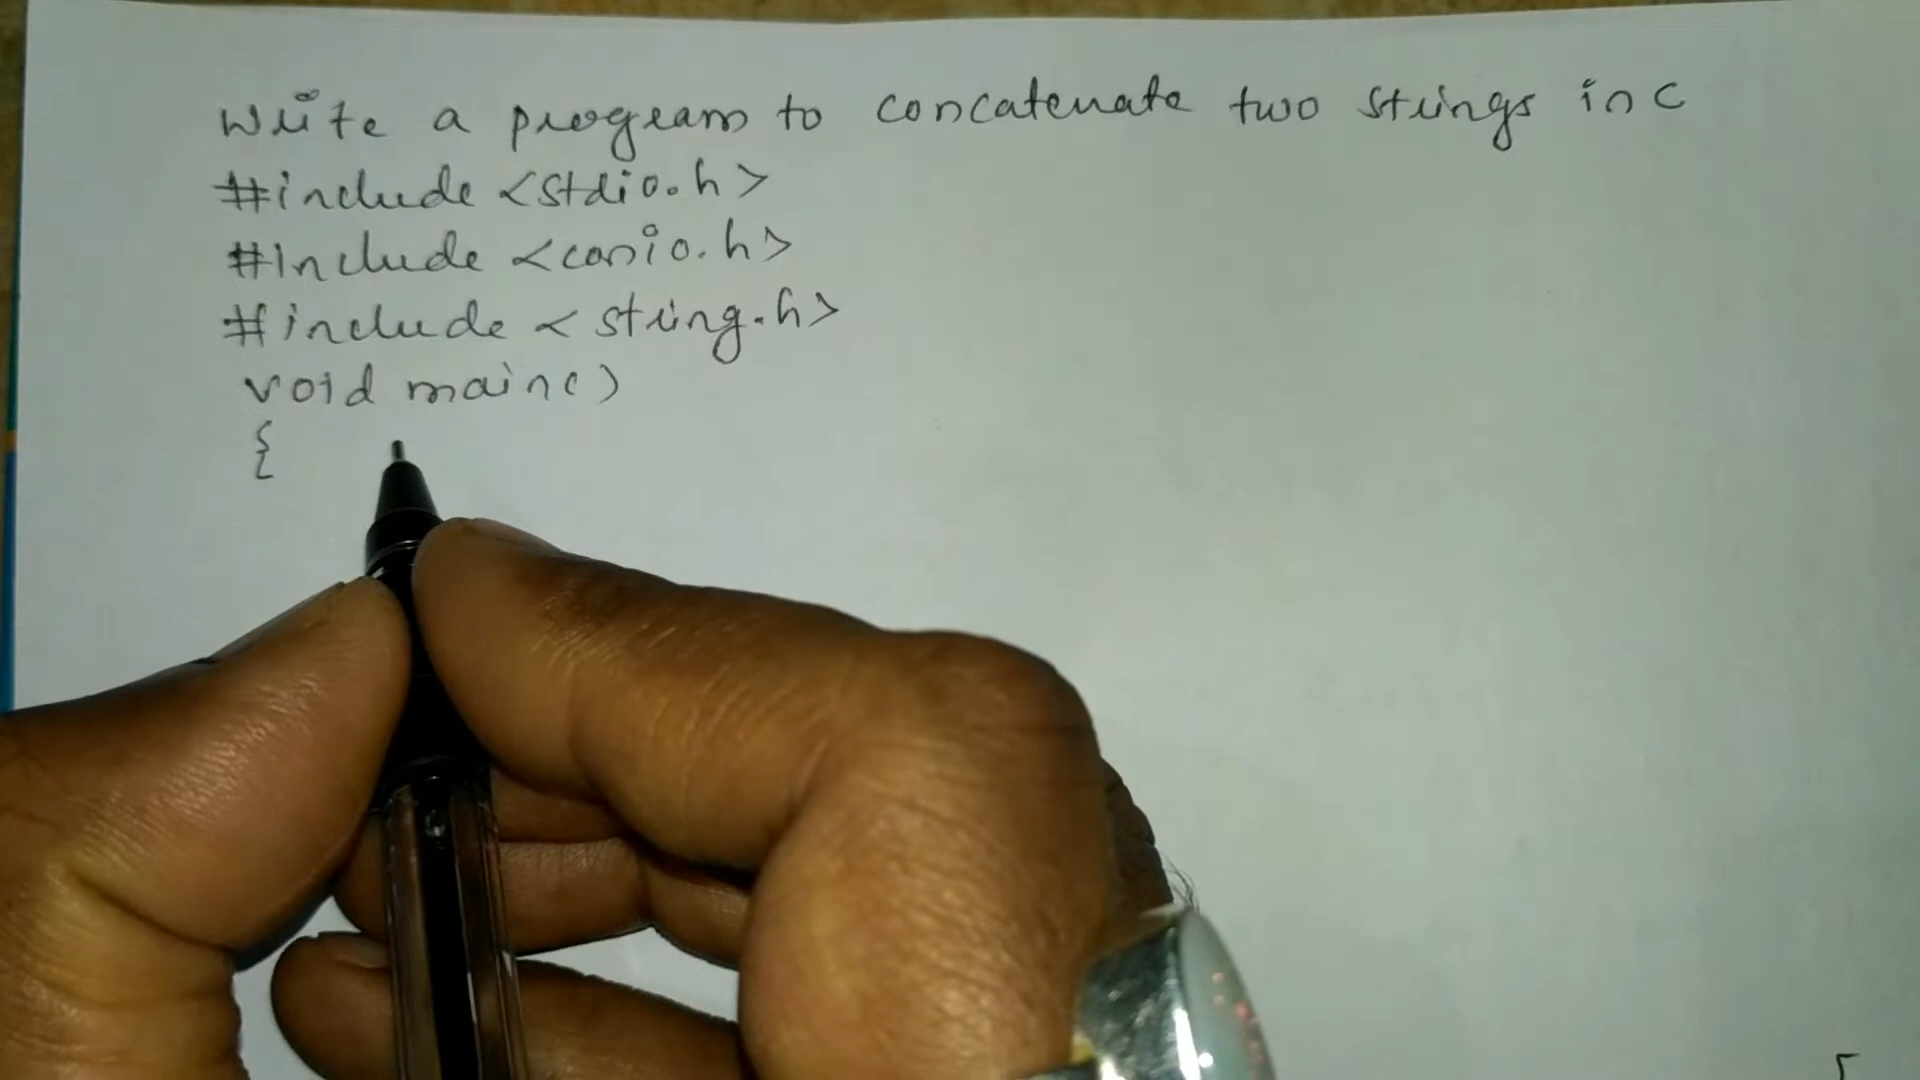 Write a program to concatenate two strings in c
#include <stdio.h>
#include <conio.h>
#include <string.h>
void main()
{